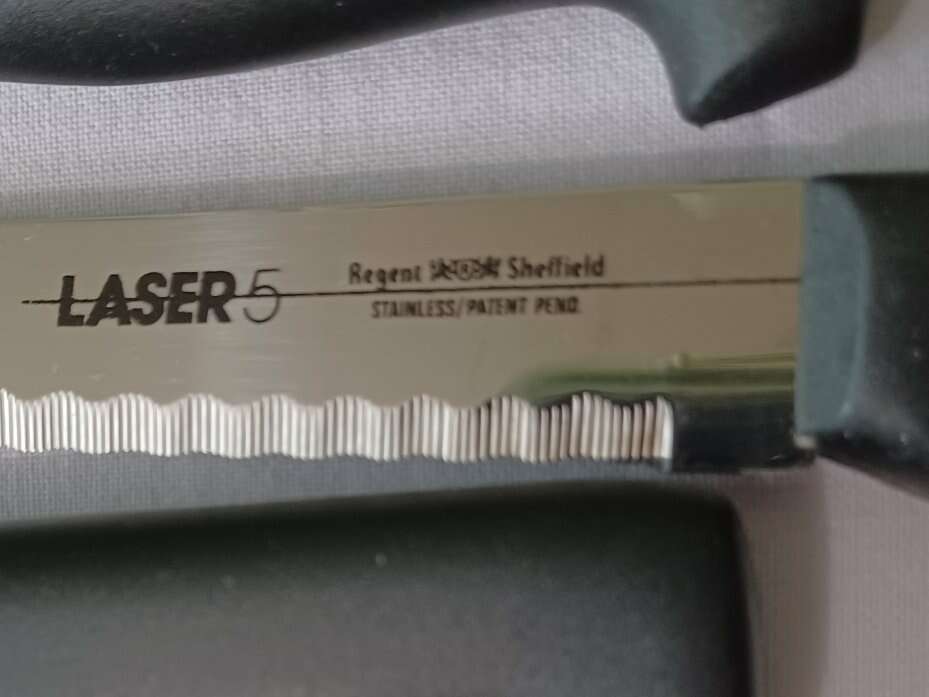 LASER 5
Regent Sheffield
STAINLESS/PATENT PEND.